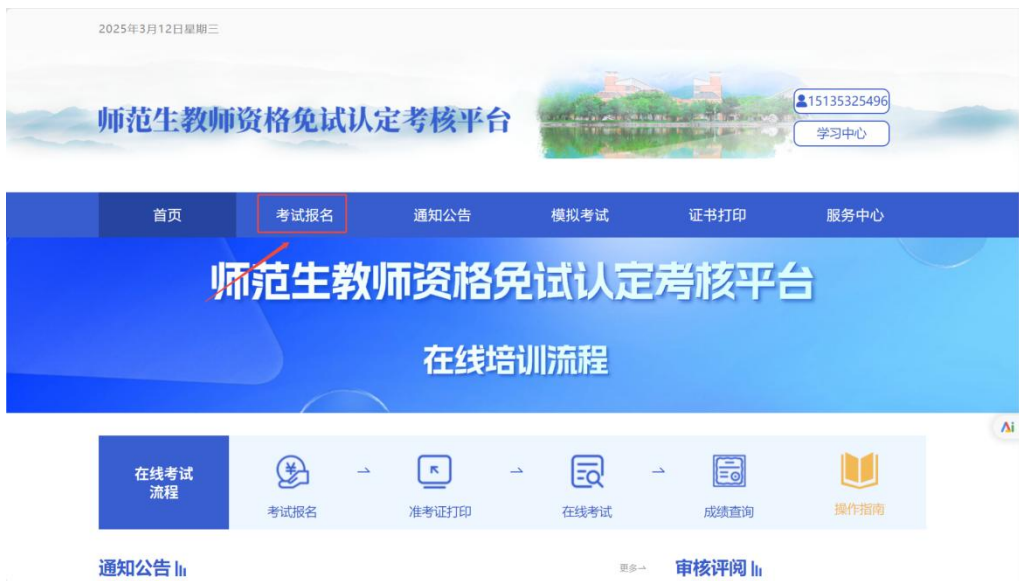 2025年3月12日星期三
师范生教师资格免试认定考核平台
15135325496
学习中心
首页 考试报名 通知公告 模拟考试 证书打印 服务中心
师范生教师资格免试认定考核平台
在线培训流程
在线考试
流程
考试报名 准考证打印 在线考试 成绩查询 操作指南
通知公告 更多 审核评阅
Ai